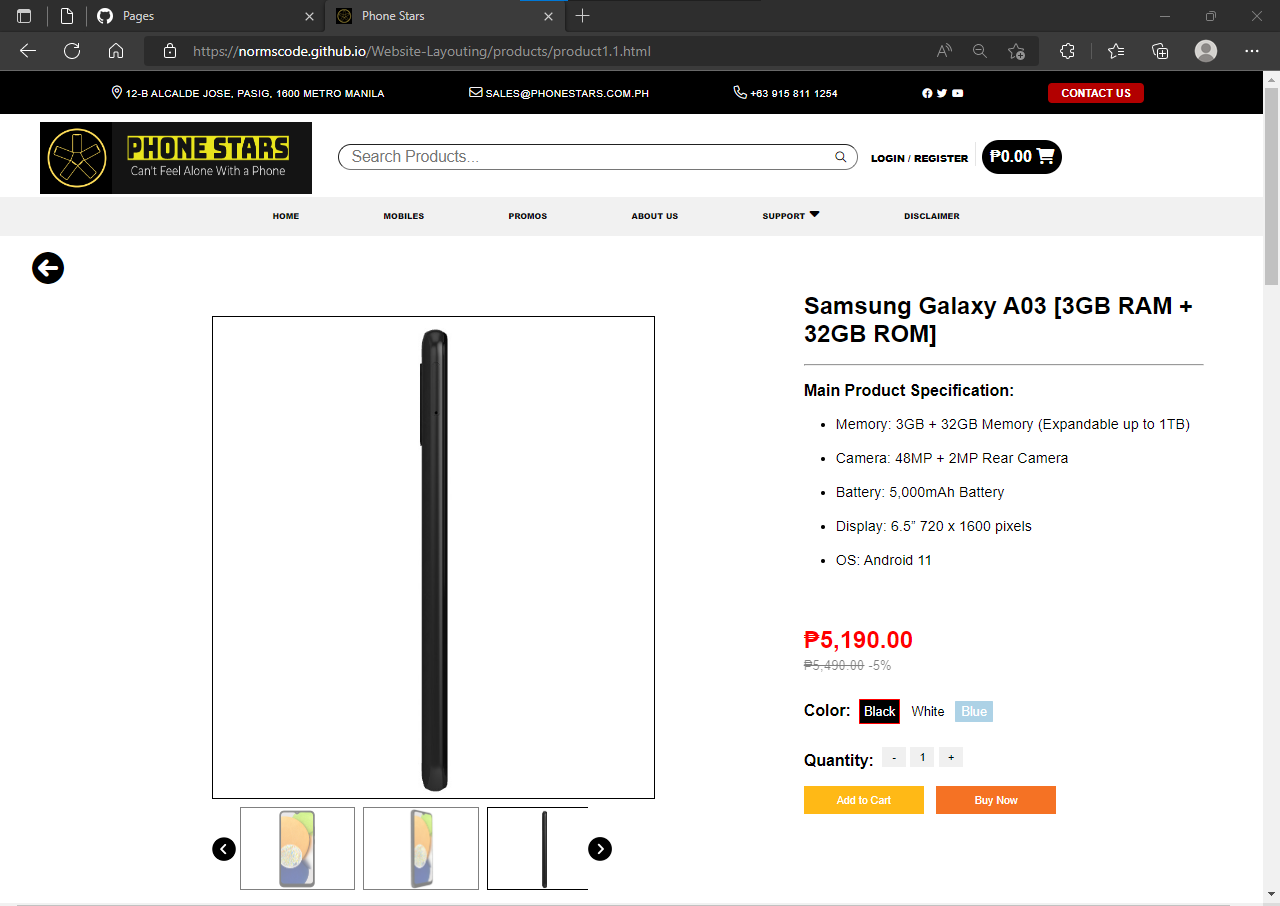 Pages
Phone Stars
https://normscode.github.io/Website-Layouting/products/product1.1.html
12-B ALCALDE JOSE, PASIG, 1600 METRO MANILA
SALES@PHONESTARS.COM.PH
+63 915 811 1254
CONTACT US
PHONE STARS
Can't Feel Alone With a Phone
Search Products...
LOGIN / REGISTER
₱0.00
HOME
MOBILES
PROMOS
ABOUT US
SUPPORT
DISCLAIMER
Samsung Galaxy A03 [3GB RAM +
32GB ROM]
Main Product Specification:
• Memory: 3GB + 32GB Memory (Expandable up to 1TB)
• Camera: 48MP + 2MP Rear Camera
• Battery: 5,000mAh Battery
• Display: 6.5” 720 x 1600 pixels
• OS: Android 11
₱5,190.00
₱5,490.00 -5%
Color: Black White Blue
Quantity: - 1 +
Add to Cart
Buy Now